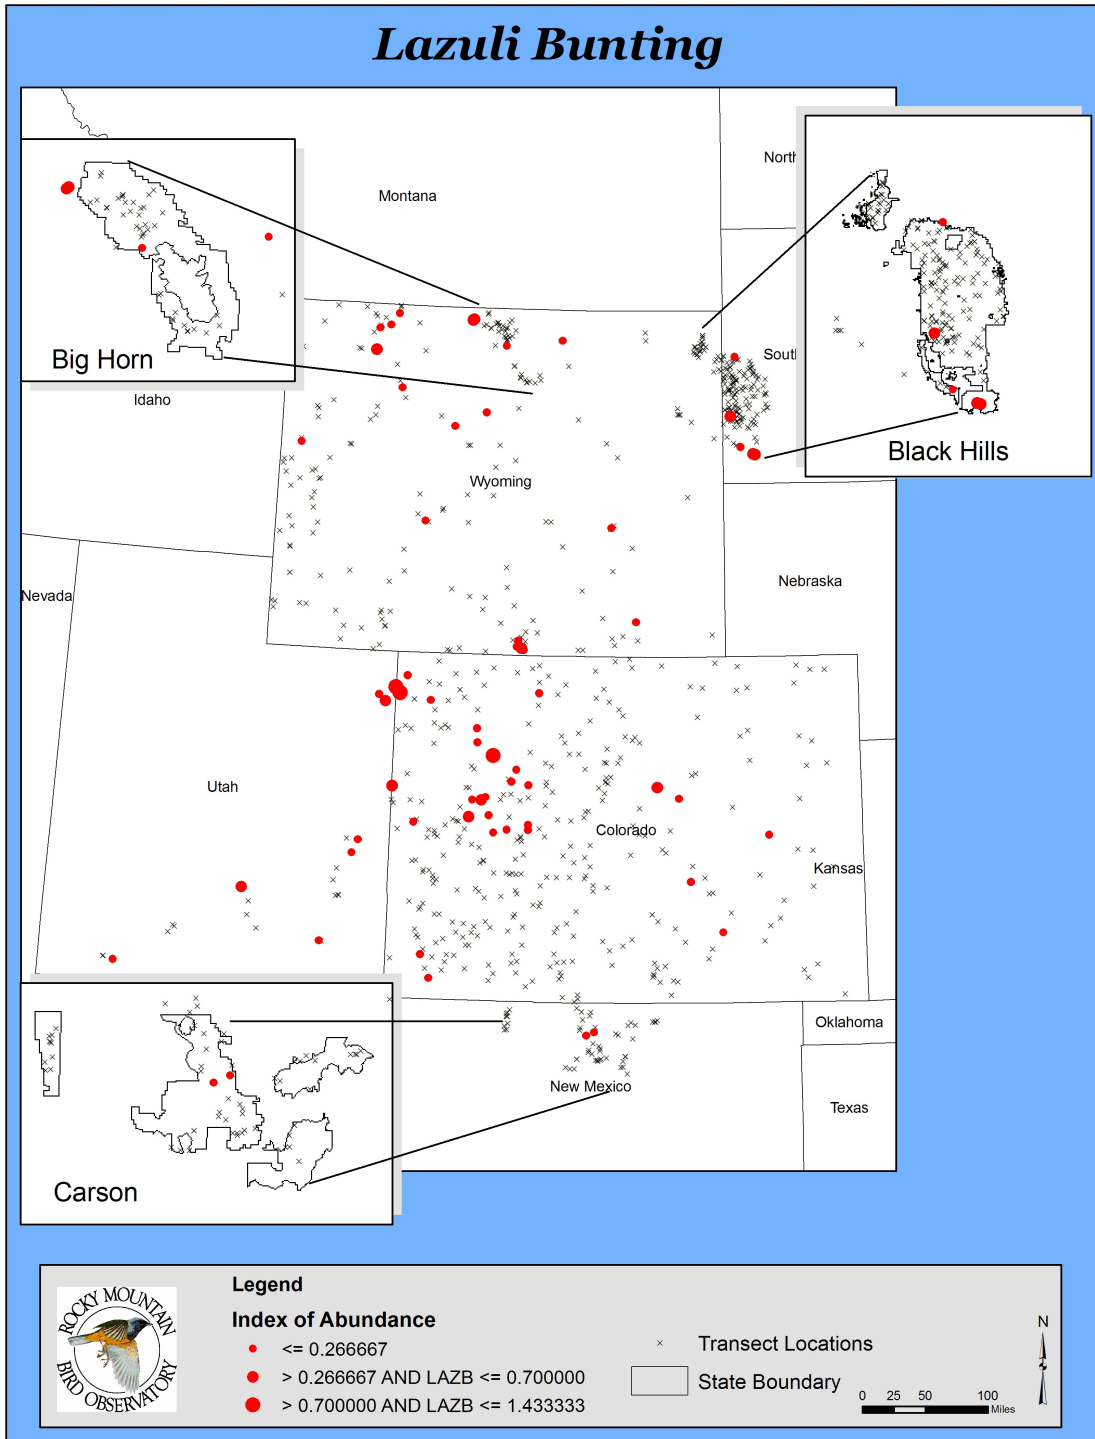 Lazuli Bunting
Montana
North
South
Big Horn
Idaho
Black Hills
Wyoming
Nebraska
Nevada
Utah
Colorado
Kansas
Oklahoma
New Mexico
Texas
Carson
Legend
Index of Abundance
<= 0.266667
> 0.266667 AND LAZB <= 0.700000
> 0.700000 AND LAZB <= 1.433333
Transect Locations
State Boundary
ROCKY MOUNTAIN
BIRD OBSERVATORY
N
0 25 50 100
Miles